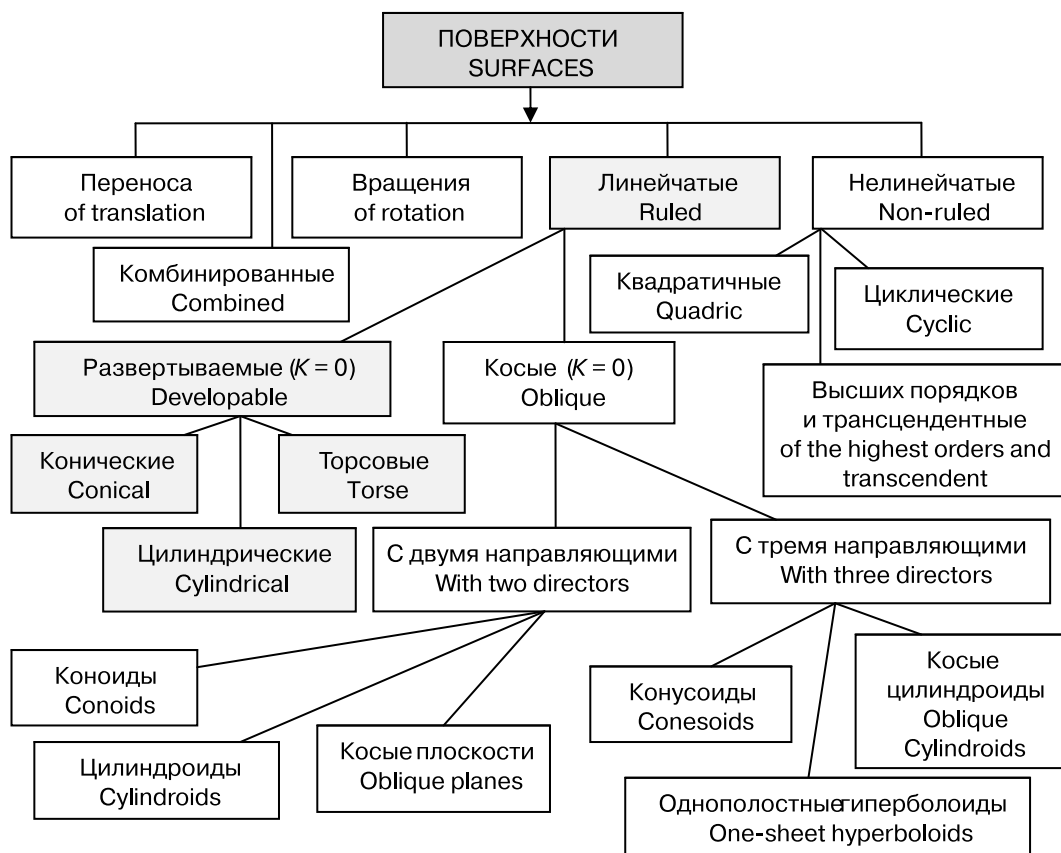 ПОВЕРХНОСТИ
SURFACES
Переноса
of translation
Вращения
of rotation
Линейчатые
Ruled
Нелинейчатые
Non-ruled
Комбинированные
Combined
Квадратичные
Quadric
Циклические
Cyclic
Развертываемые (K = 0)
Developable
Косые (K = 0)
Oblique
Высших порядков
и трансцендентные
of the highest orders and
transcendent
Конические
Conical
Торсовые
Torse
Цилиндрические
Cylindrical
С двумя направляющими
With two directors
С тремя направляющими
With three directors
Коноиды
Conoids
Цилиндроиды
Cylindroids
Косые плоскости
Oblique planes
Конусоиды
Conesoids
Косые
цилиндроиды
Oblique
Cylindroids
Однополостные гиперболоиды
One-sheet hyperboloids